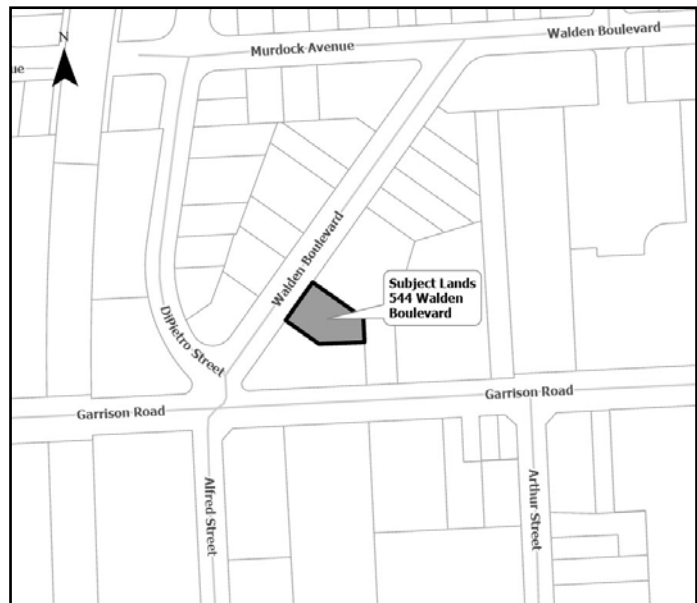 Walden Boulevard
Murdock Avenue
N
ue
Walden Boulevard
Subject Lands
544 Walden
Boulevard
DiPietro Street
Garrison Road
Garrison Road
Alfred Street
Arthur Street